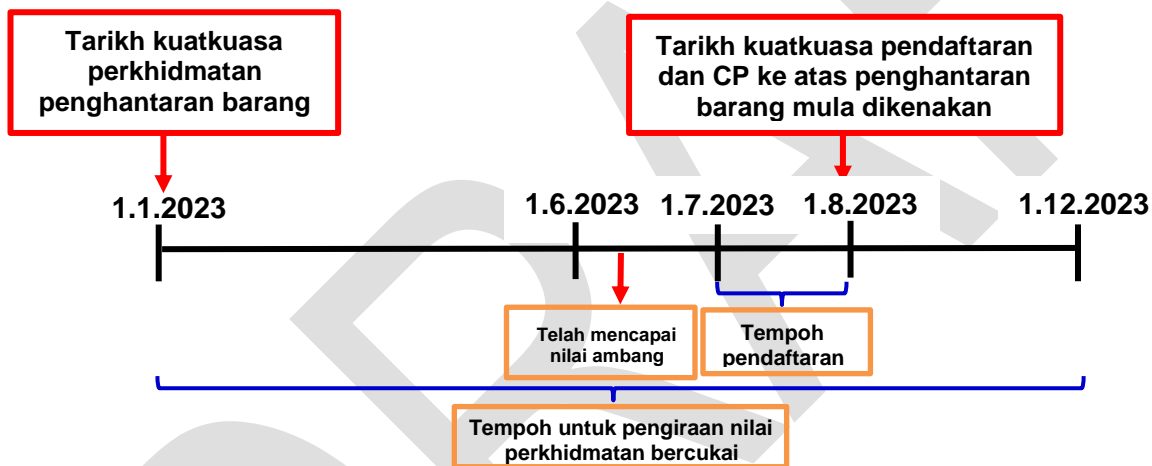 Tarikh kuatkuasa
perkhidmatan
penghantaran barang
Tarikh kuatkuasa pendaftaran
dan CP ke atas penghantaran
barang mula dikenakan
1.1.2023
1.6.2023
1.7.2023
1.8.2023
1.12.2023
Telah mencapai
nilai ambang
Tempoh
pendaftaran
Tempoh untuk pengiraan nilai
perkhidmatan bercukai